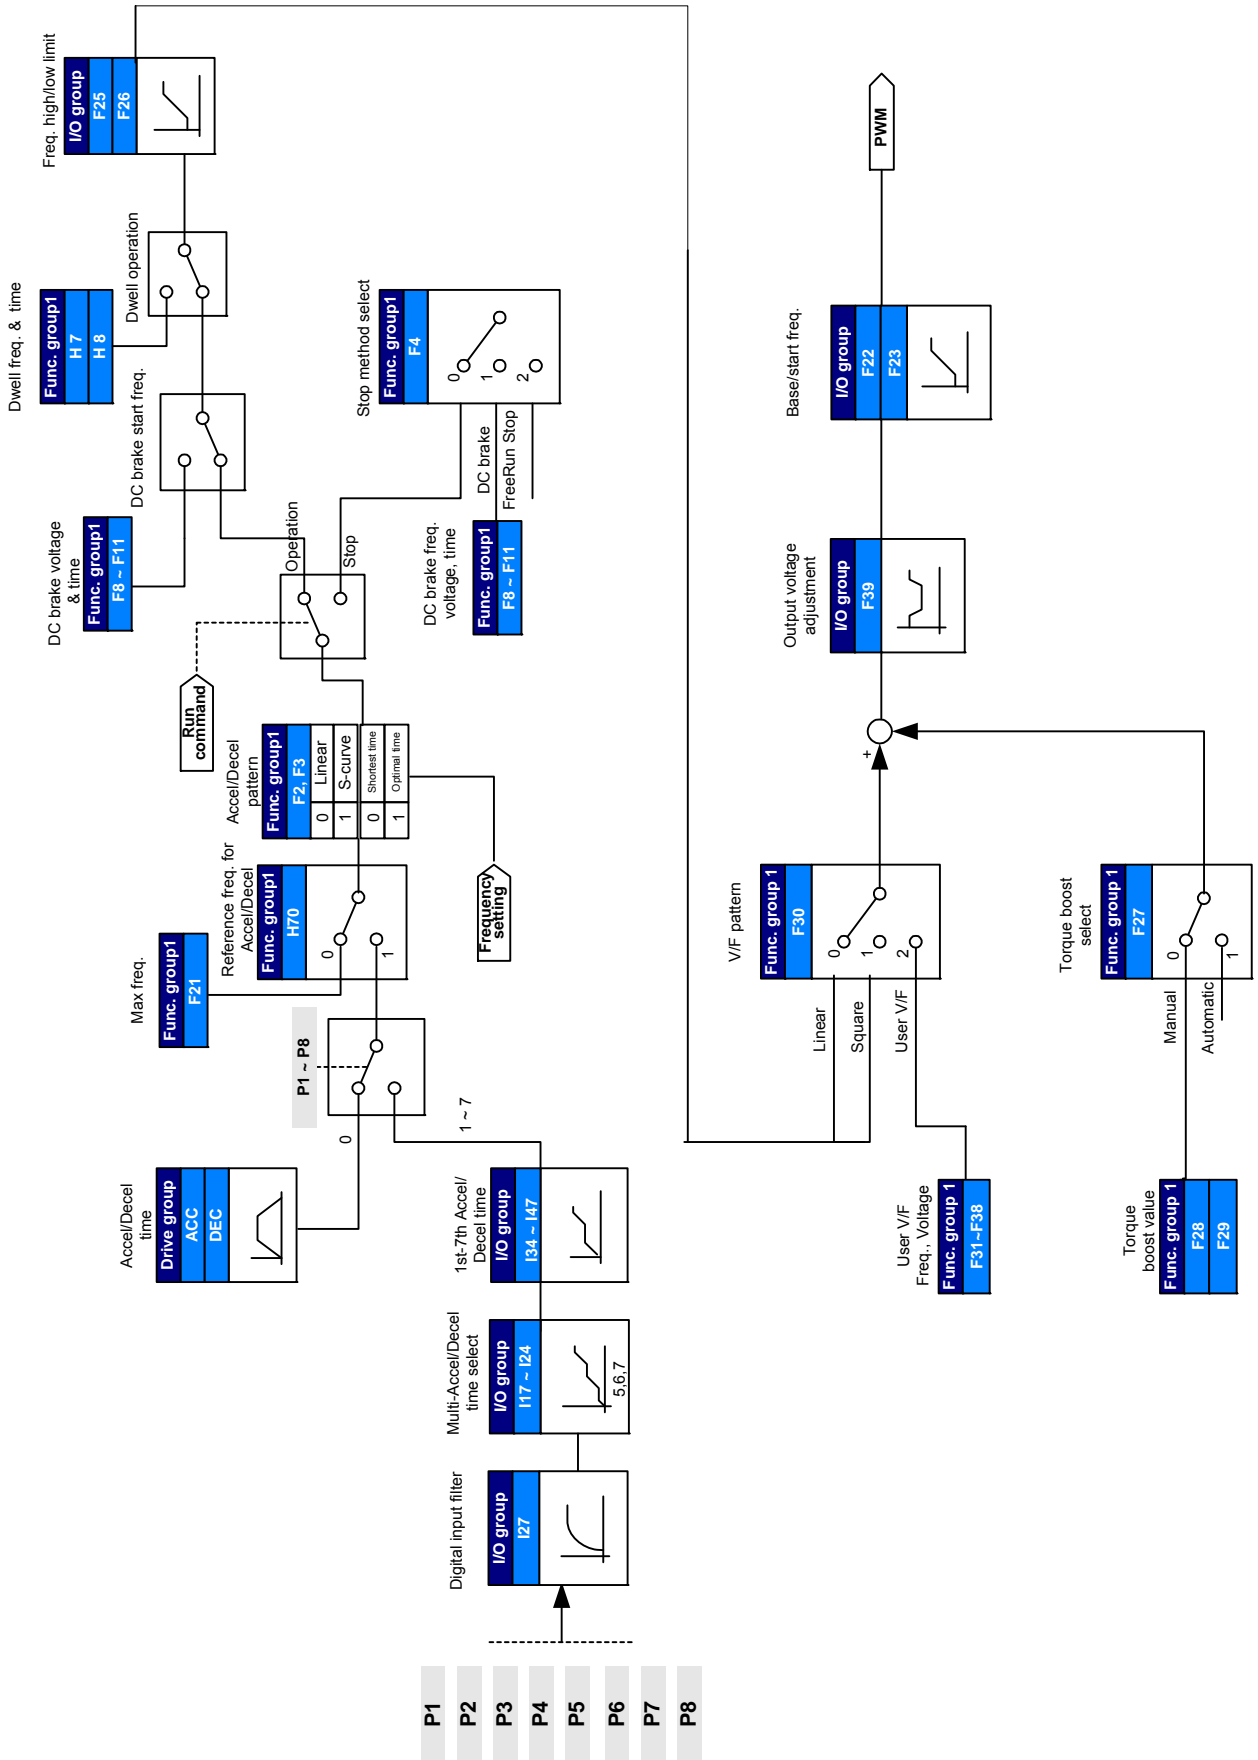 P1
P2
P3
P4
P5
P6
P7
P8
Digital input filter
I/O group
I27
Multi-Accel/Decel
time select
I/O group
I17 ~ I24
5,6,7
1st-7th Accel/
Decel time
I/O group
I34 ~ I47
Accel/Decel
time
Drive group
ACC
DEC
0
1 ~ 7
P1 ~ P8
Max freq.
Func. group1
F21
Reference freq. for
Accel/Decel
Func. group1
H70
0
1
Accel/Decel
pattern
Func. group1
F2, F3
0 Linear
1 S-curve
0 Shortest time
1 Optimal time
Frequency
setting
Run
command
Operation
Stop
DC brake voltage
& time
Func. group1
F8 ~ F11
DC brake start freq.
DC brake freq.
voltage, time
Func. group1
F8 ~ F11
DC brake
FreeRun Stop
Stop method select
Func. group1
F4
0
1
2
Dwell freq. & time
Func. group1
H 7
H 8
Dwell operation
Freq. high/low limit
I/O group
F25
F26
User V/F
Freq., Voltage
Func. group 1
F31~F38
Linear
Square
User V/F
V/F pattern
Func. group 1
F30
0
1
2
+
Torque
boost value
Func. group 1
F28
F29
Manual
Automatic
Torque boost
select
Func. group 1
F27
0
1
Output voltage
adjustment
I/O group
F39
Base/start freq.
I/O group
F22
F23
PWM